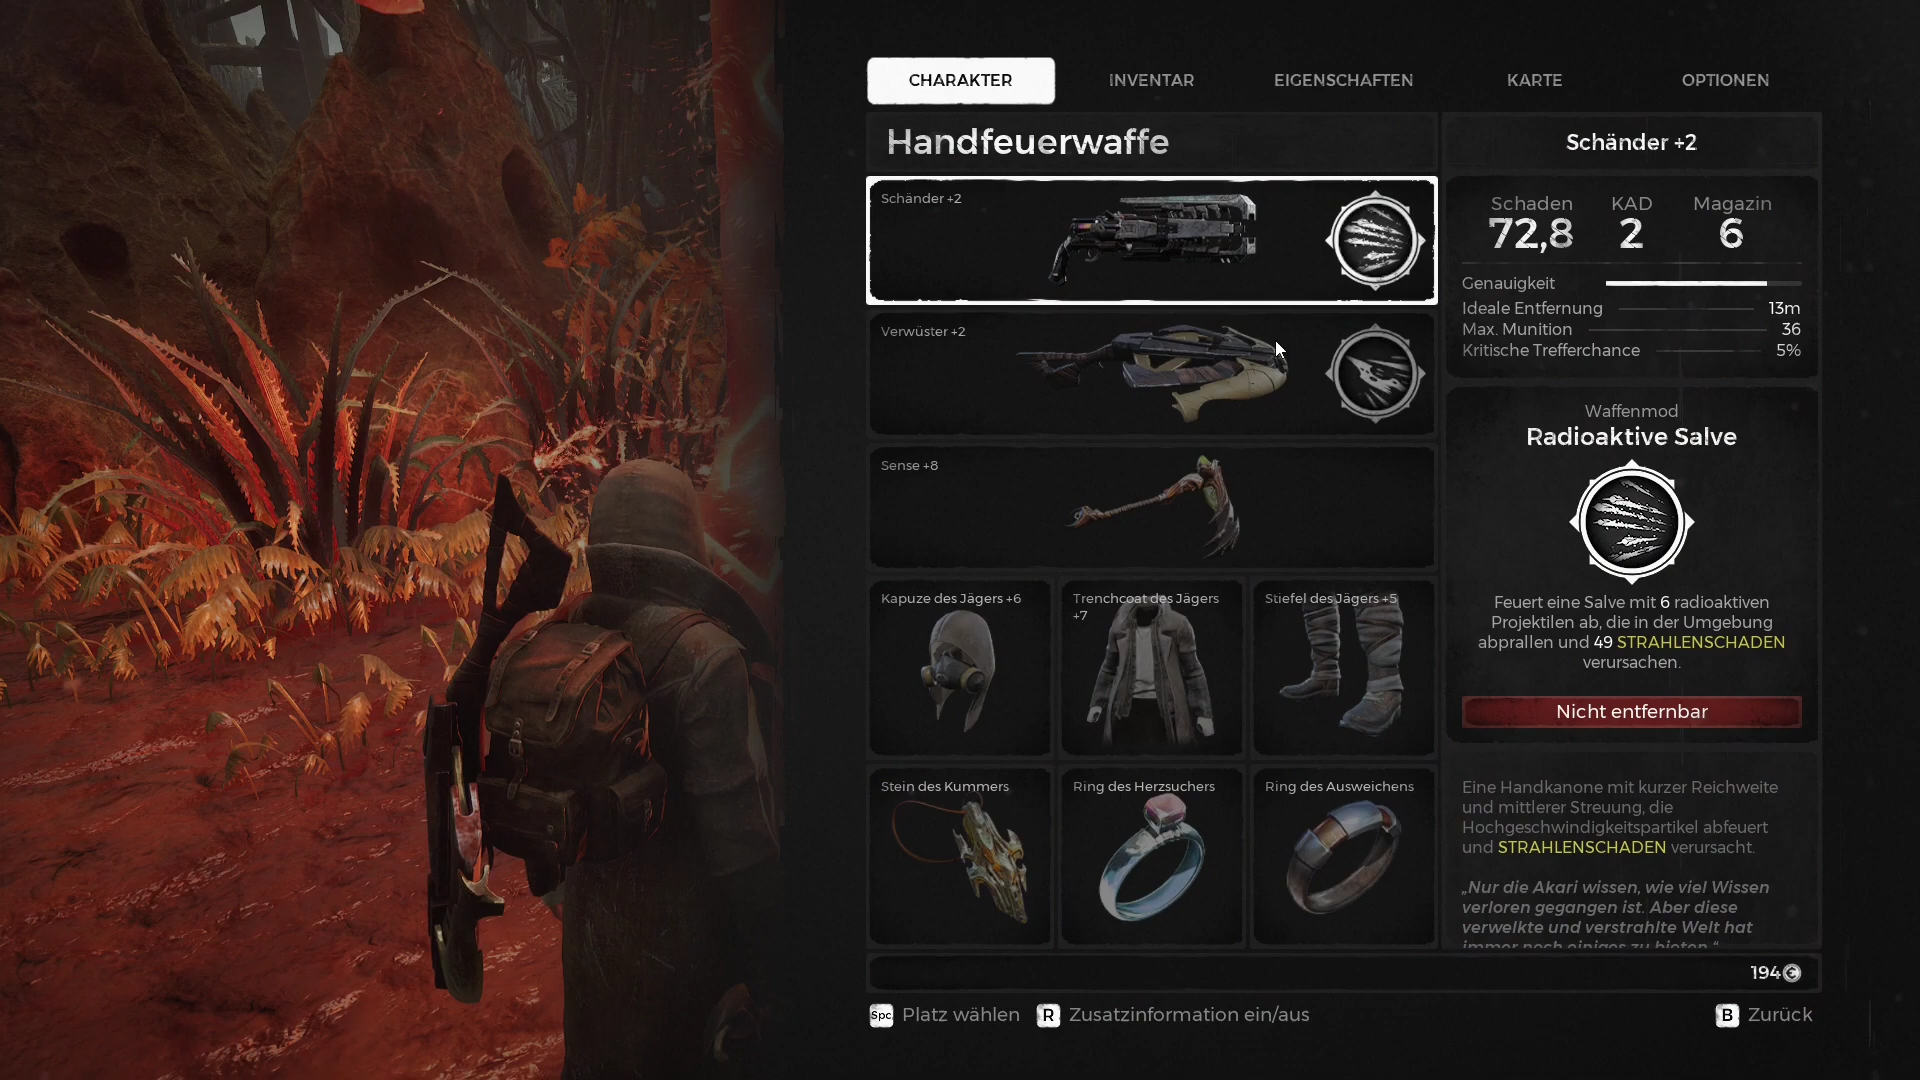 CHARAKTER
INVENTAR
EIGENSCHAFTEN
KARTE
OPTIONEN
Handfeuerwaffe
Schänder +2
Verwüster +2
Sense +8
Kapuze des Jägers +6
Trenchcoat des Jägers
+7
Stiefel des Jägers +5
Stein des Kummers
Ring des Herzsuchers
Ring des Ausweichens
Schänder +2
Schaden KAD Magazin
72,8 2 6
Genauigkeit
Ideale Entfernung 13m
Max. Munition 36
Kritische Trefferchance 5%
Waffenmod
Radioaktive Salve
Feuert eine Salve mit 6 radioaktiven
Projektilen ab, die in der Umgebung
abprallen und 49 STRAHLENSCHADEN
verursachen.
Nicht entfernbar
Eine Handkanone mit kurzer Reichweite
und mittlerer Streuung, die
Hochgeschwindigkeitspartikel abfeuert
und STRAHLENSCHADEN verursacht.
„Nur die Akari wissen, wie viel Wissen
verloren gegangen ist. Aber diese
verwelkte und verstrahlte Welt hat
immer noch einiges zu bieten.“
194
Spc. Platz wählen R Zusatzinformation ein/aus B Zurück